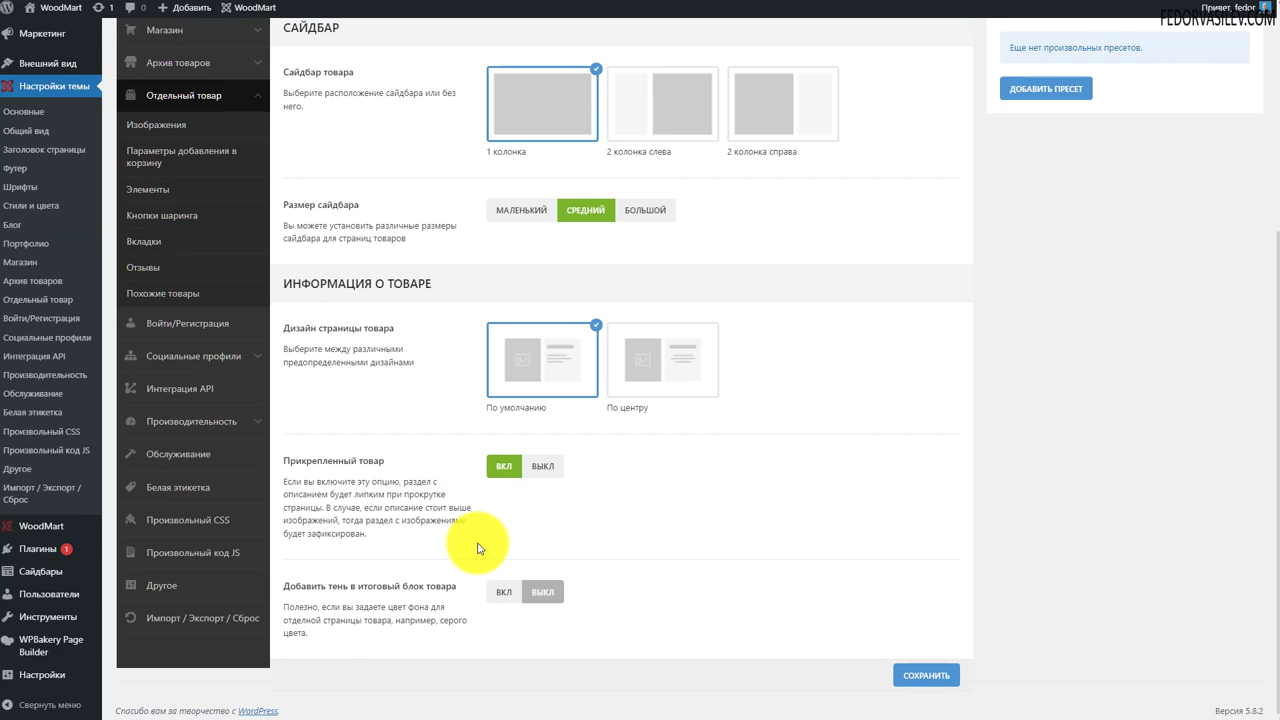 1
0
Добавить
WoodMart
Привет, fedor
FEDORVASILEV.COM
Маркетинг
Внешний вид
Настройки темы
Основные
Общий вид
Заголовок страницы
Футер
Шрифты
Стили и цвета
Блог
Портфолио
Магазин
Архив товаров
Отдельный товар
Войти/Регистрация
Социальные профили
Интеграция API
Производительность
Обслуживание
Белая этикетка
Произвольный CSS
Произвольный код JS
Другое
Импорт / Экспорт /
Сброс
WoodMart
Плагины 1
Сайдбары
Пользователи
Инструменты
WPBakery Page
Builder
Настройки
Свернуть меню
Магазин
Архив товаров
Отдельный товар
Изображения
Параметры добавления в
корзину
Элементы
Кнопки шаринга
Вкладки
Отзывы
Похожие товары
Войти/Регистрация
Социальные профили
Интеграция API
Производительность
Обслуживание
Белая этикетка
Произвольный CSS
Произвольный код JS
Другое
Импорт / Экспорт / Сброс
САЙДБАР
Сайдбар товара
Выберите расположение сайдбара или без
него.
1 колонка
2 колонка слева
2 колонка справа
Размер сайдбара
Вы можете установить различные размеры
сайдбара для страниц товаров
МАЛЕНЬКИЙ
СРЕДНИЙ
БОЛЬШОЙ
ИНФОРМАЦИЯ О ТОВАРЕ
Дизайн страницы товара
Выберите между различными
предопределенными дизайнами
По умолчанию
По центру
Прикрепленный товар
Если вы включите эту опцию, раздел с
описанием будет липким при прокрутке
страницы. В случае, если описание стоит выше
изображений, тогда раздел с изображениями
будет зафиксирован.
ВКЛ
ВЫКЛ
Добавить тень в итоговый блок товара
Полезно, если вы задаете цвет фона для
отделной страницы товара, например, серого
цвета.
ВКЛ
ВЫКЛ
СОХРАНИТЬ
Еще нет произвольных пресетов.
ДОБАВИТЬ ПРЕСЕТ
Спасибо вам за творчество с WordPress.
Версия 5.8.2